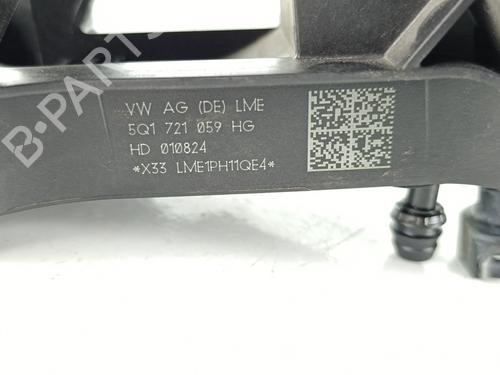 VW AG (DE) LME
5Q1 721 059 HG
HD 010824
*X33 LME1PH11QE4*
B-PARTS